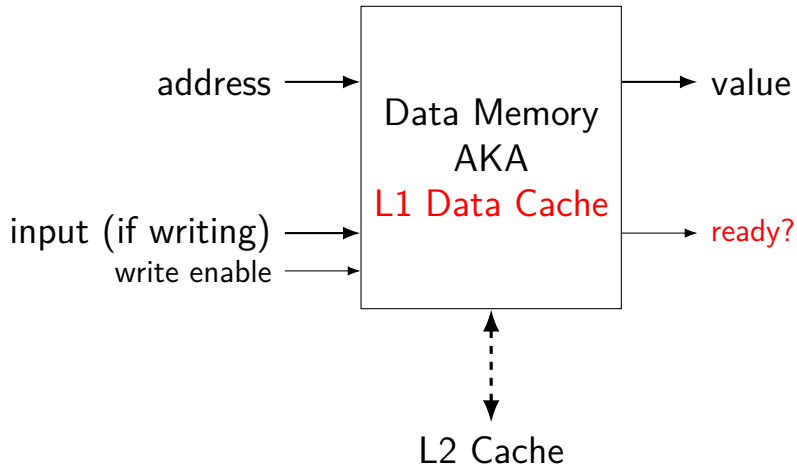 address
value
Data Memory
AKA
L1 Data Cache
input (if writing)
ready?
write enable
L2 Cache